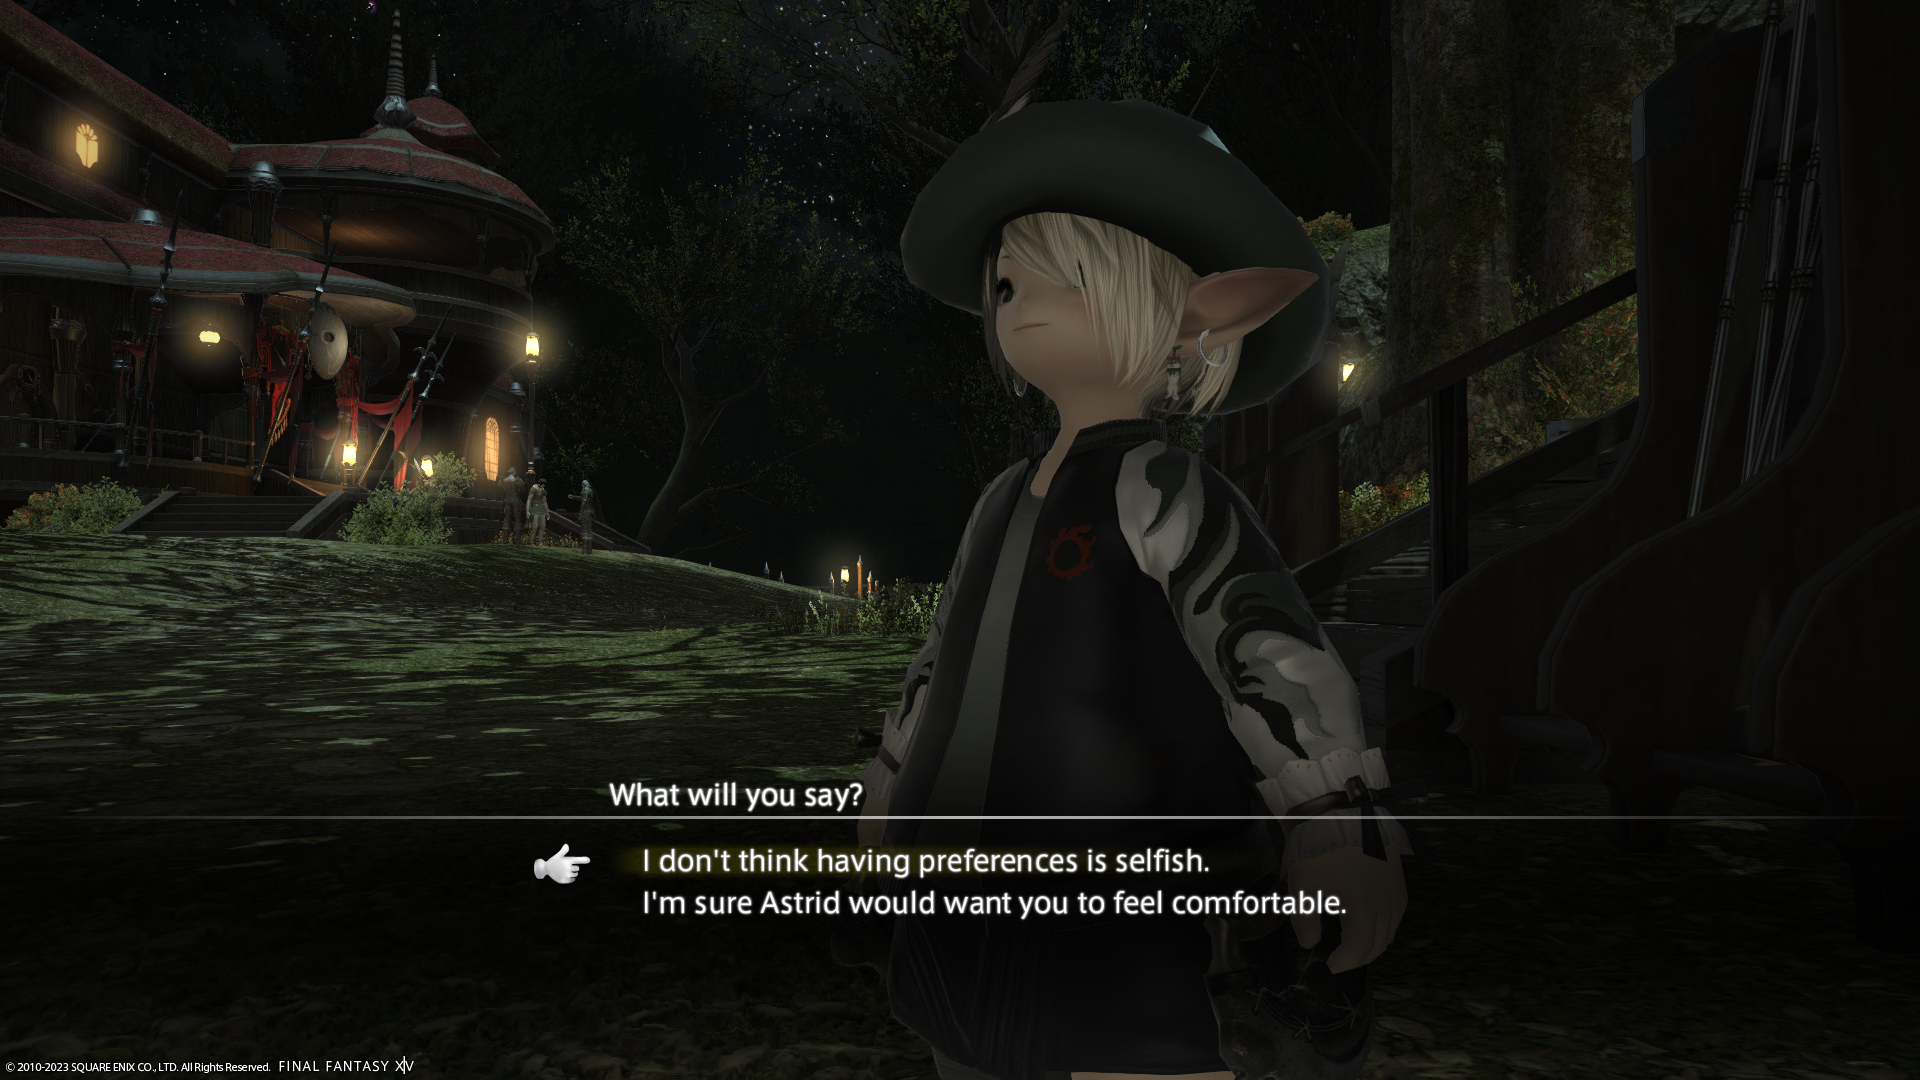 What will you say?
I don't think having preferences is selfish.
I'm sure Astrid would want you to feel comfortable.
© 2010-2023 SQUARE ENIX CO., LTD. All Rights Reserved. FINAL FANTASY XIV